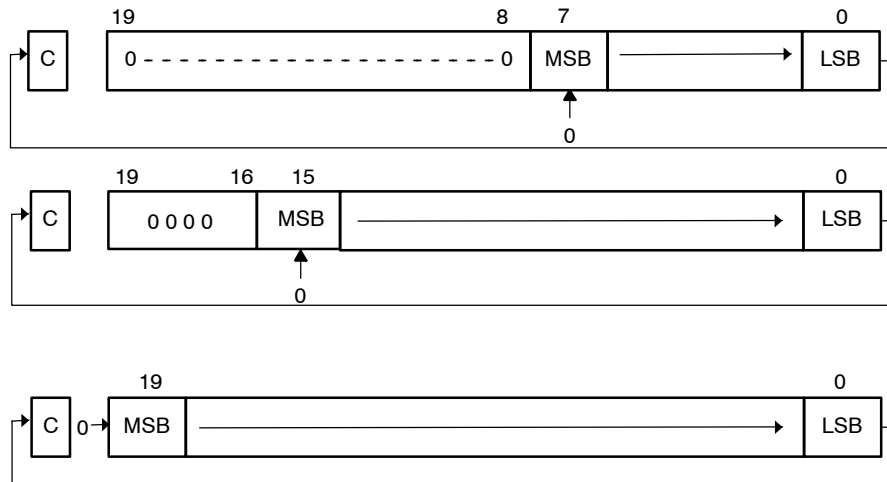 19 8 7 0
C 0 - - - - - - - - - - - - - - - - - - - 0 MSB LSB
0
19 16 15 0
C 0 0 0 0 MSB LSB
0
19 0
C 0 MSB LSB